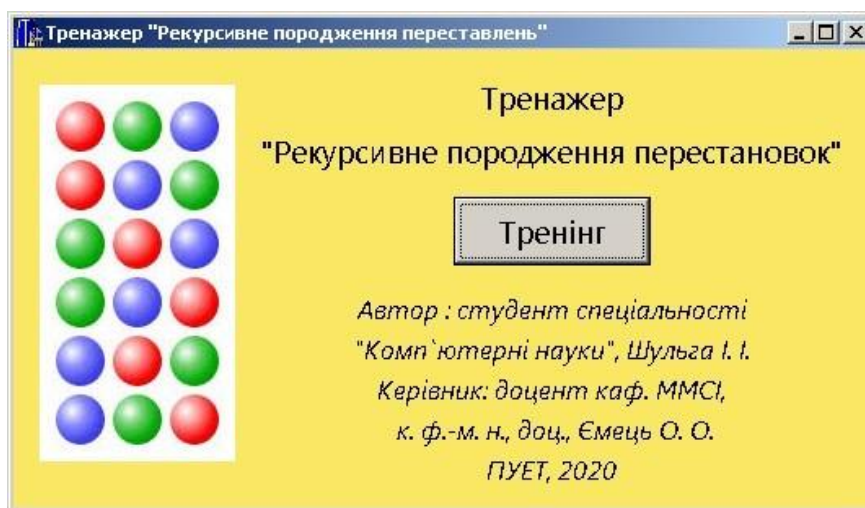 Тренажер "Рекурсивне породження переставлень"
Тренажер
"Рекурсивне породження перестановок"
Тренінг
Автор : студент спеціальності
"Комп`ютерні науки", Шульга І. І.
Керівник: доцент каф. ММСІ,
к. ф.-м. н., доц., Ємець О. О.
ПУЕТ, 2020